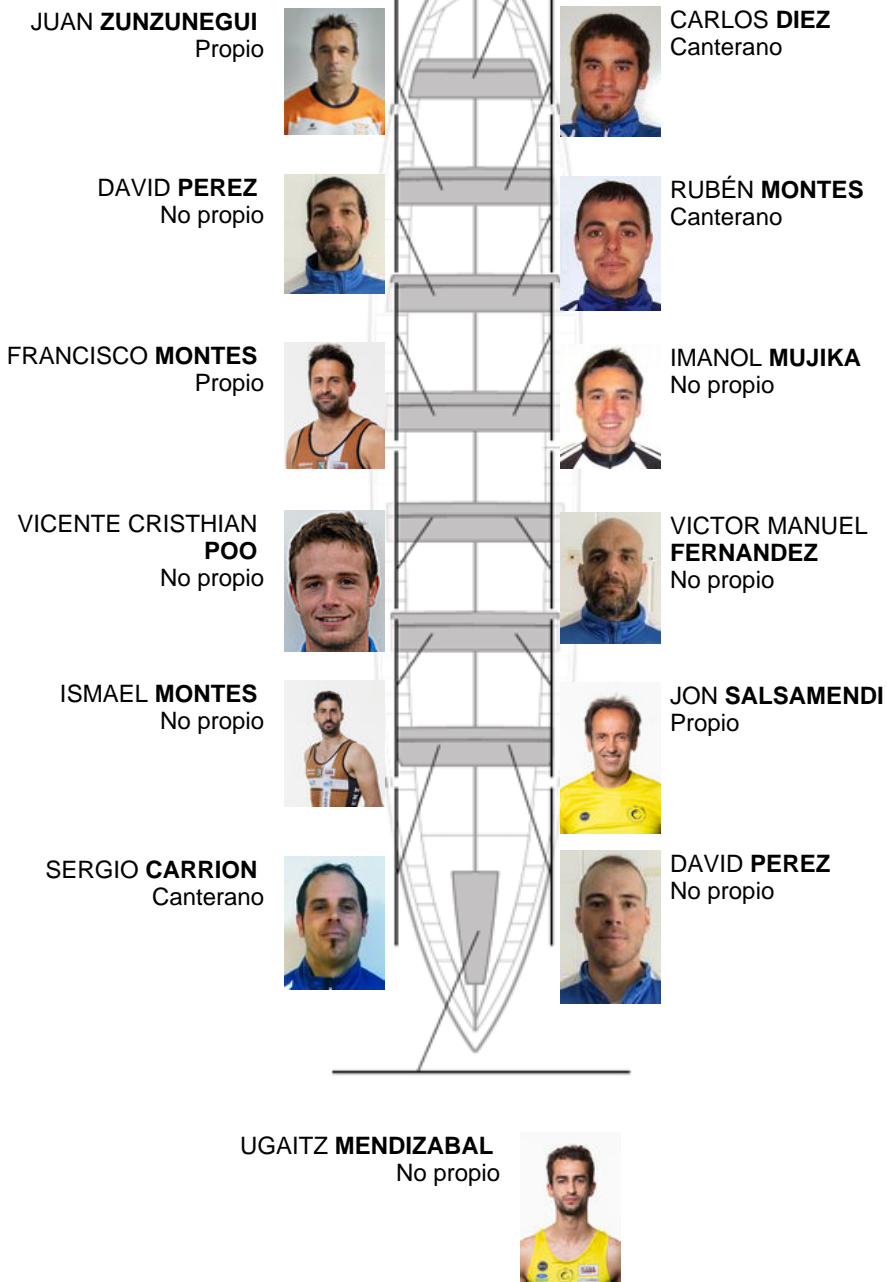 JUAN ZUNZUNEGUI
Propio
CARLOS DIEZ
Canterano
DAVID PEREZ
No propio
RUBÉN MONTES
Canterano
FRANCISCO MONTES
Propio
IMANOL MUJIKA
No propio
VICENTE CRISTHIAN
POO
No propio
VICTOR MANUEL
FERNANDEZ
No propio
ISMAEL MONTES
No propio
JON SALSAMENDI
Propio
SERGIO CARRION
Canterano
DAVID PEREZ
No propio
UGAITZ MENDIZABAL
No propio